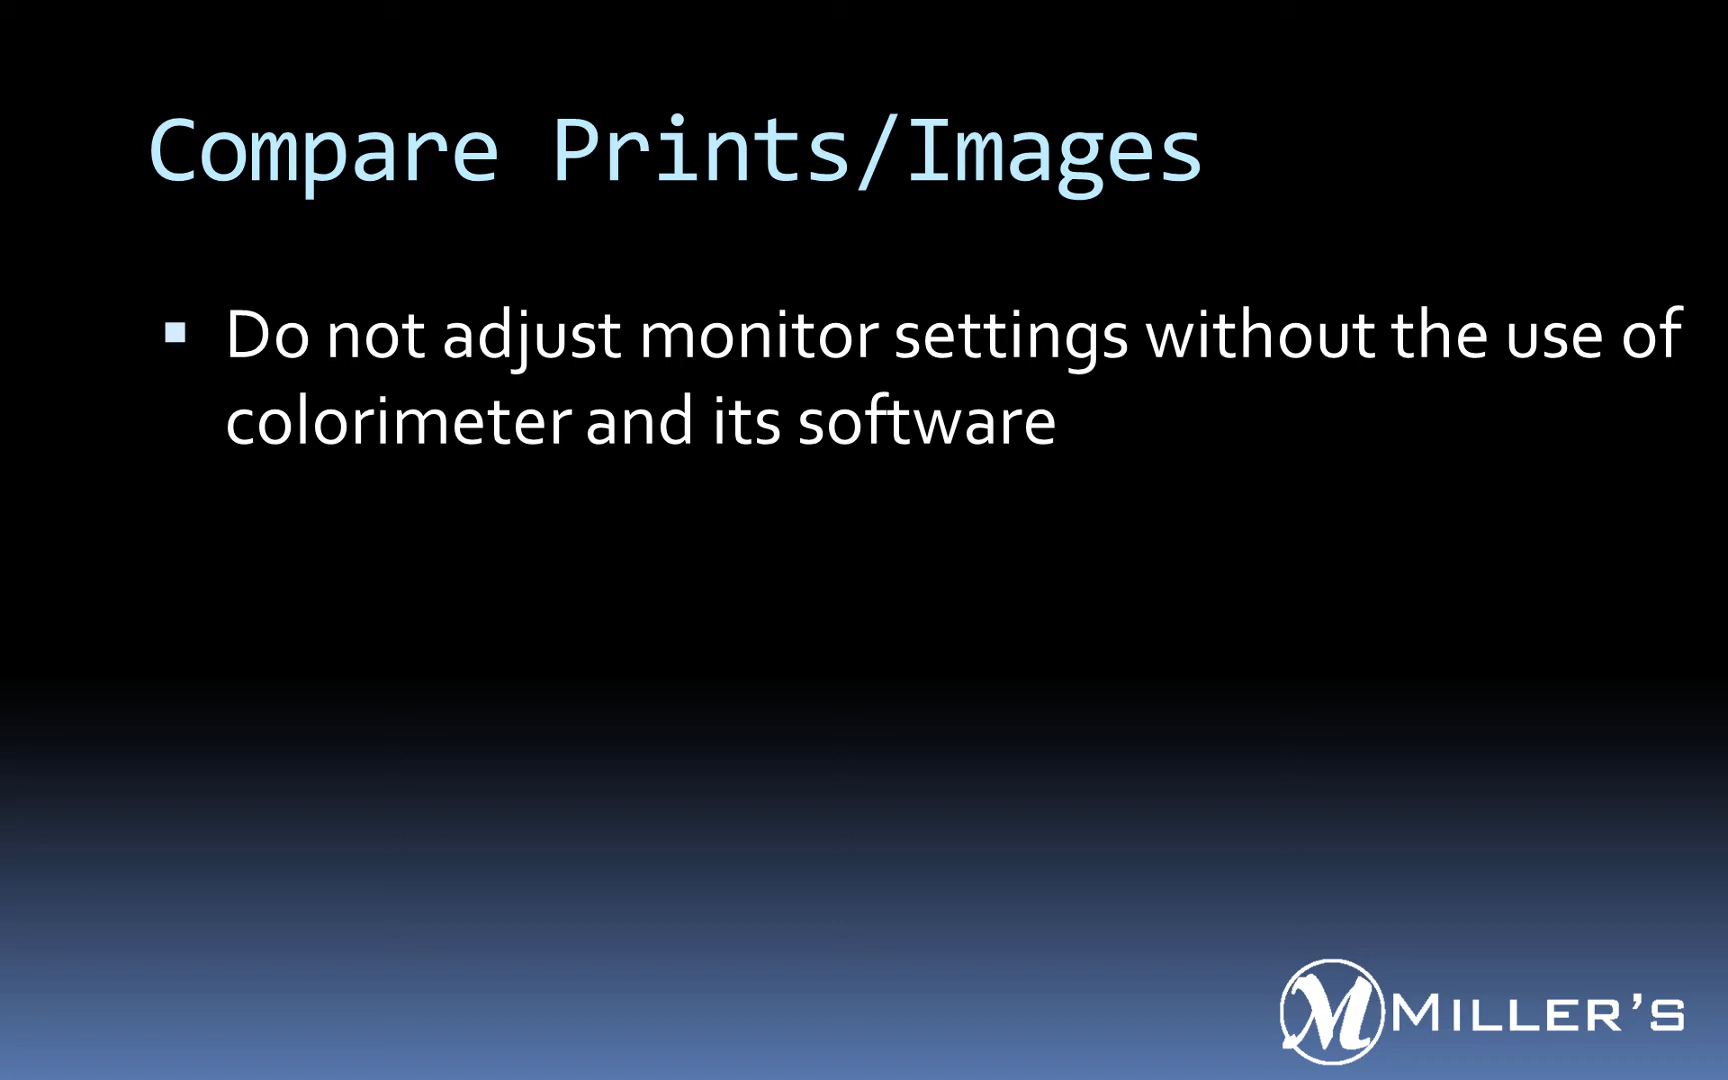 Compare Prints/Images
Do not adjust monitor settings without the use of
colorimeter and its software
M MILLER'S